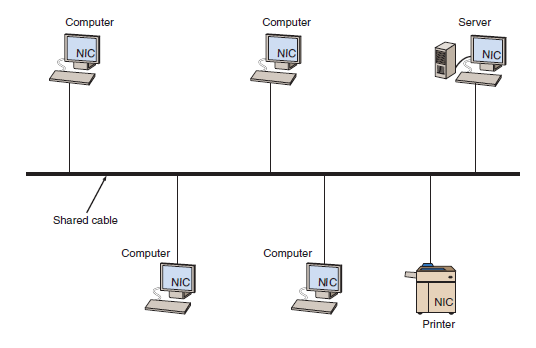 Computer
Computer
Server
NIC
NIC
NIC
Shared cable
Computer
Computer
NIC
NIC
NIC
Printer